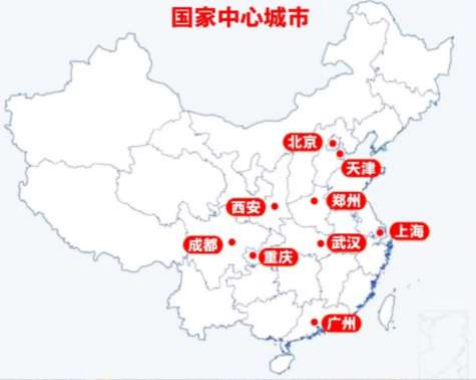 国家中心城市
北京
天津
西安
郑州
上海
成都
重庆
武汉
广州